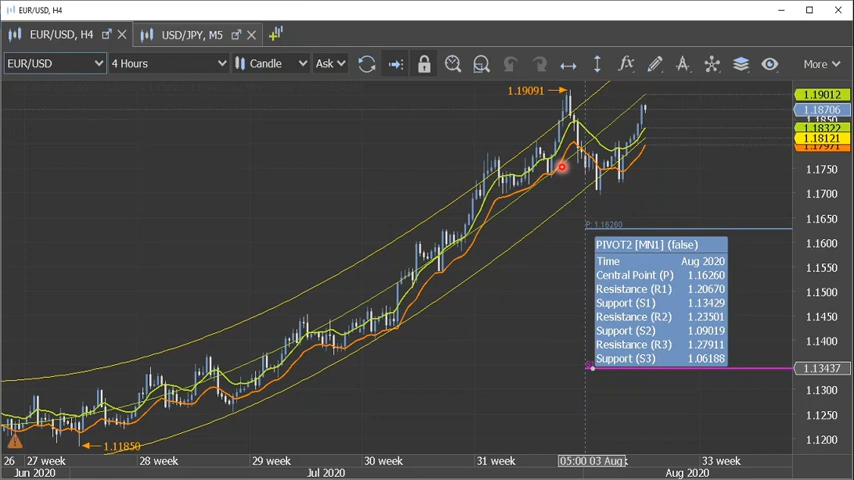 EUR/USD, H4
EUR/USD, H4
USD/JPY, M5
EUR/USD
4 Hours
Candle
Ask
More
1.19091
1.19012
1.18706
1.1850
1.18322
1.18121
1.17971
1.1750
1.1700
1.1650
1.1600
1.1550
1.1500
1.1450
1.1400
1.13437
1.1300
1.1250
1.1200
P: 1.16260
PIVOT2 [MN1] (false)
Time Aug 2020
Central Point (P) 1.16260
Resistance (R1) 1.20670
Support (S1) 1.13429
Resistance (R2) 1.23501
Support (S2) 1.09019
Resistance (R3) 1.27911
Support (S3) 1.06188
1.11850
26 27 week 28 week 29 week 30 week 31 week 05:00 03 Aug 33 week
Jun 2020 Jul 2020 Aug 2020